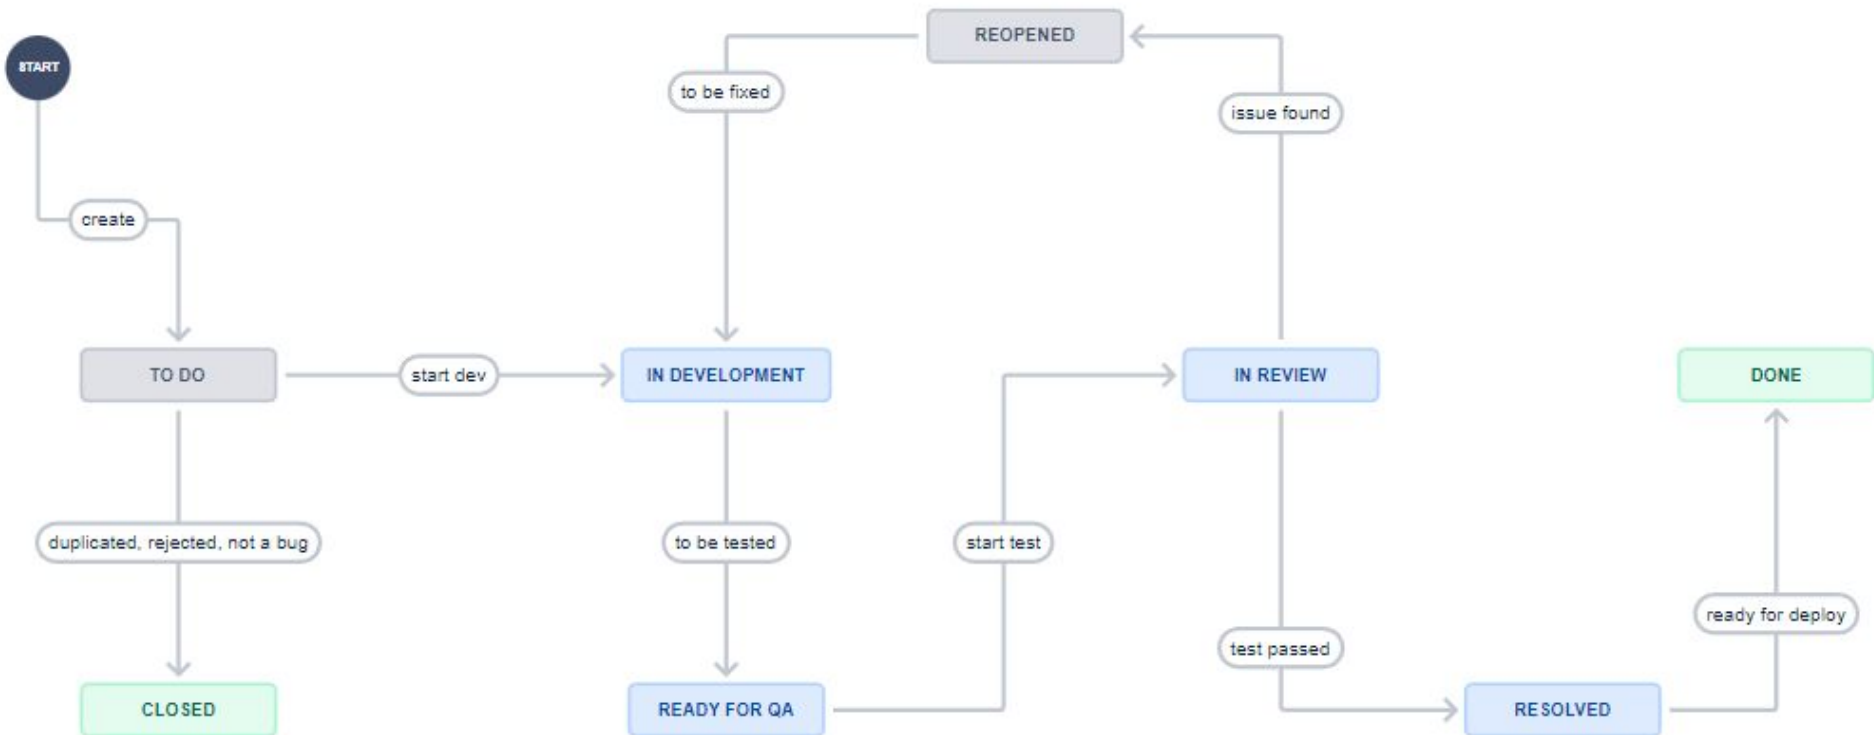 START
REOPENED
to be fixed
issue found
create
TO DO
start dev
IN DEVELOPMENT
IN REVIEW
DONE
duplicated, rejected, not a bug
to be tested
start test
ready for deploy
test passed
CLOSED
READY FOR QA
RESOLVED